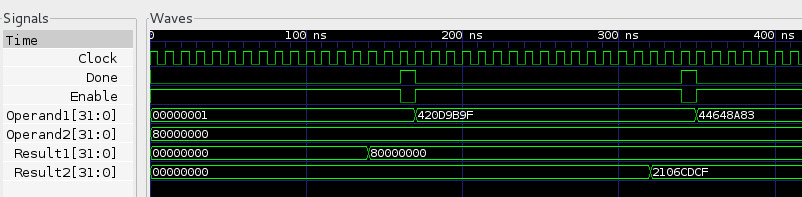 Signals
Waves
Time
0 100 ns 200 ns 300 ns 400 ns
Clock
Done
Enable
Operand1[31:0] 00000001 420D9B9F 44648A83
Operand2[31:0] 80000000
Result1[31:0] 00000000 80000000
Result2[31:0] 00000000 2106CDCF